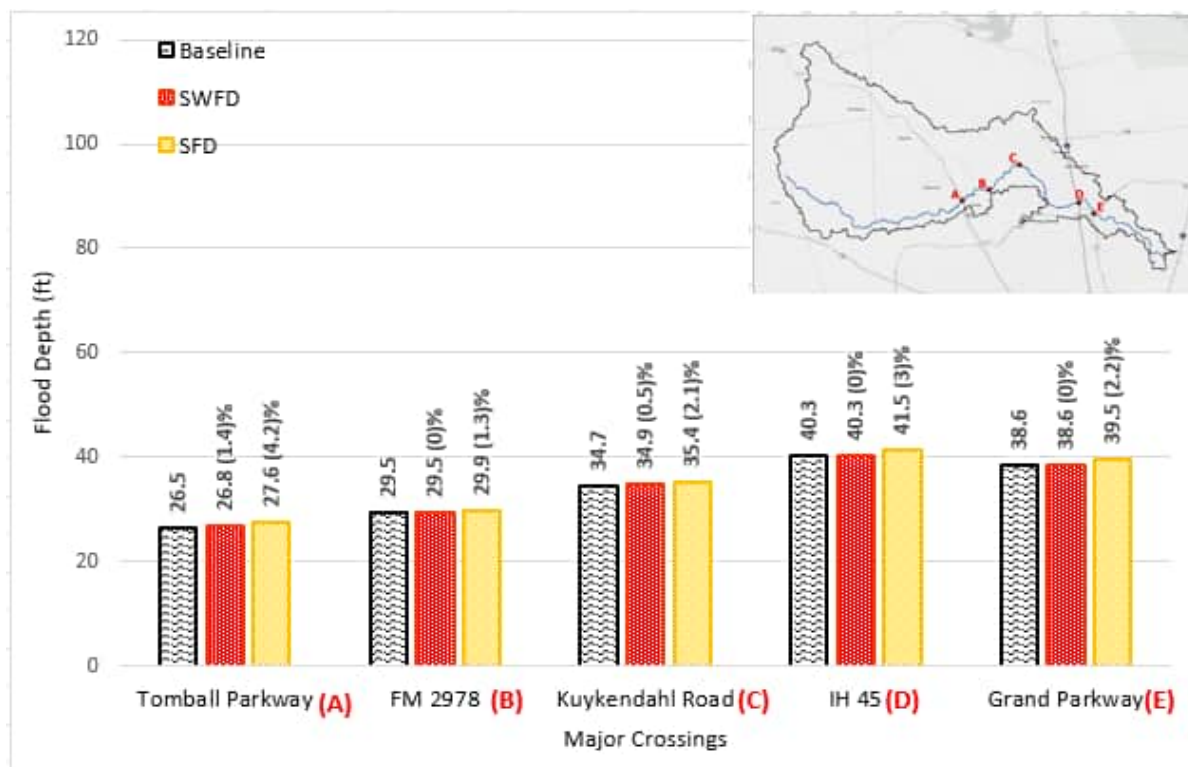 120
100
80
60
40
20
0
Flood Depth (ft)
Baseline
SWFD
SFD
A
B
C
D
E
26.5
26.8 (1.4)%
27.6 (4.2)%
29.5
29.5 (0)%
29.9 (1.3)%
34.7
34.9 (0.5)%
35.4 (2.1)%
40.3
40.3 (0)%
41.5 (3)%
38.6
38.6 (0)%
39.5 (2.2)%
Tomball Parkway (A)
FM 2978 (B)
Kuykendahl Road (C)
IH 45 (D)
Grand Parkway (E)
Major Crossings